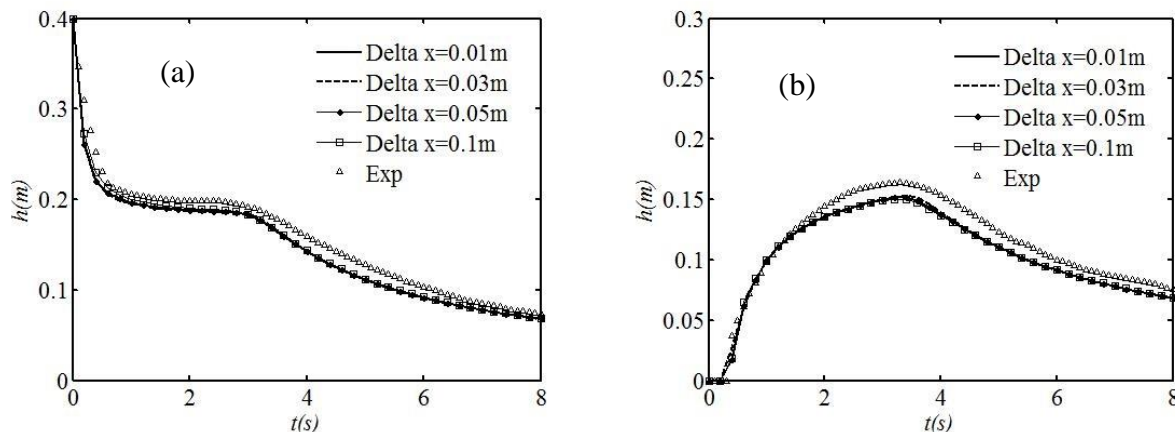 0.4
0.3
0.2
0.1
0
h(m)
0 2 4 6 8
t(s)
(a)
Delta x=0.01m
Delta x=0.03m
Delta x=0.05m
Delta x=0.1m
Exp
0.3
0.25
0.2
0.15
0.1
0.05
0
h(m)
0 2 4 6 8
t(s)
(b)
Delta x=0.01m
Delta x=0.03m
Delta x=0.05m
Delta x=0.1m
Exp